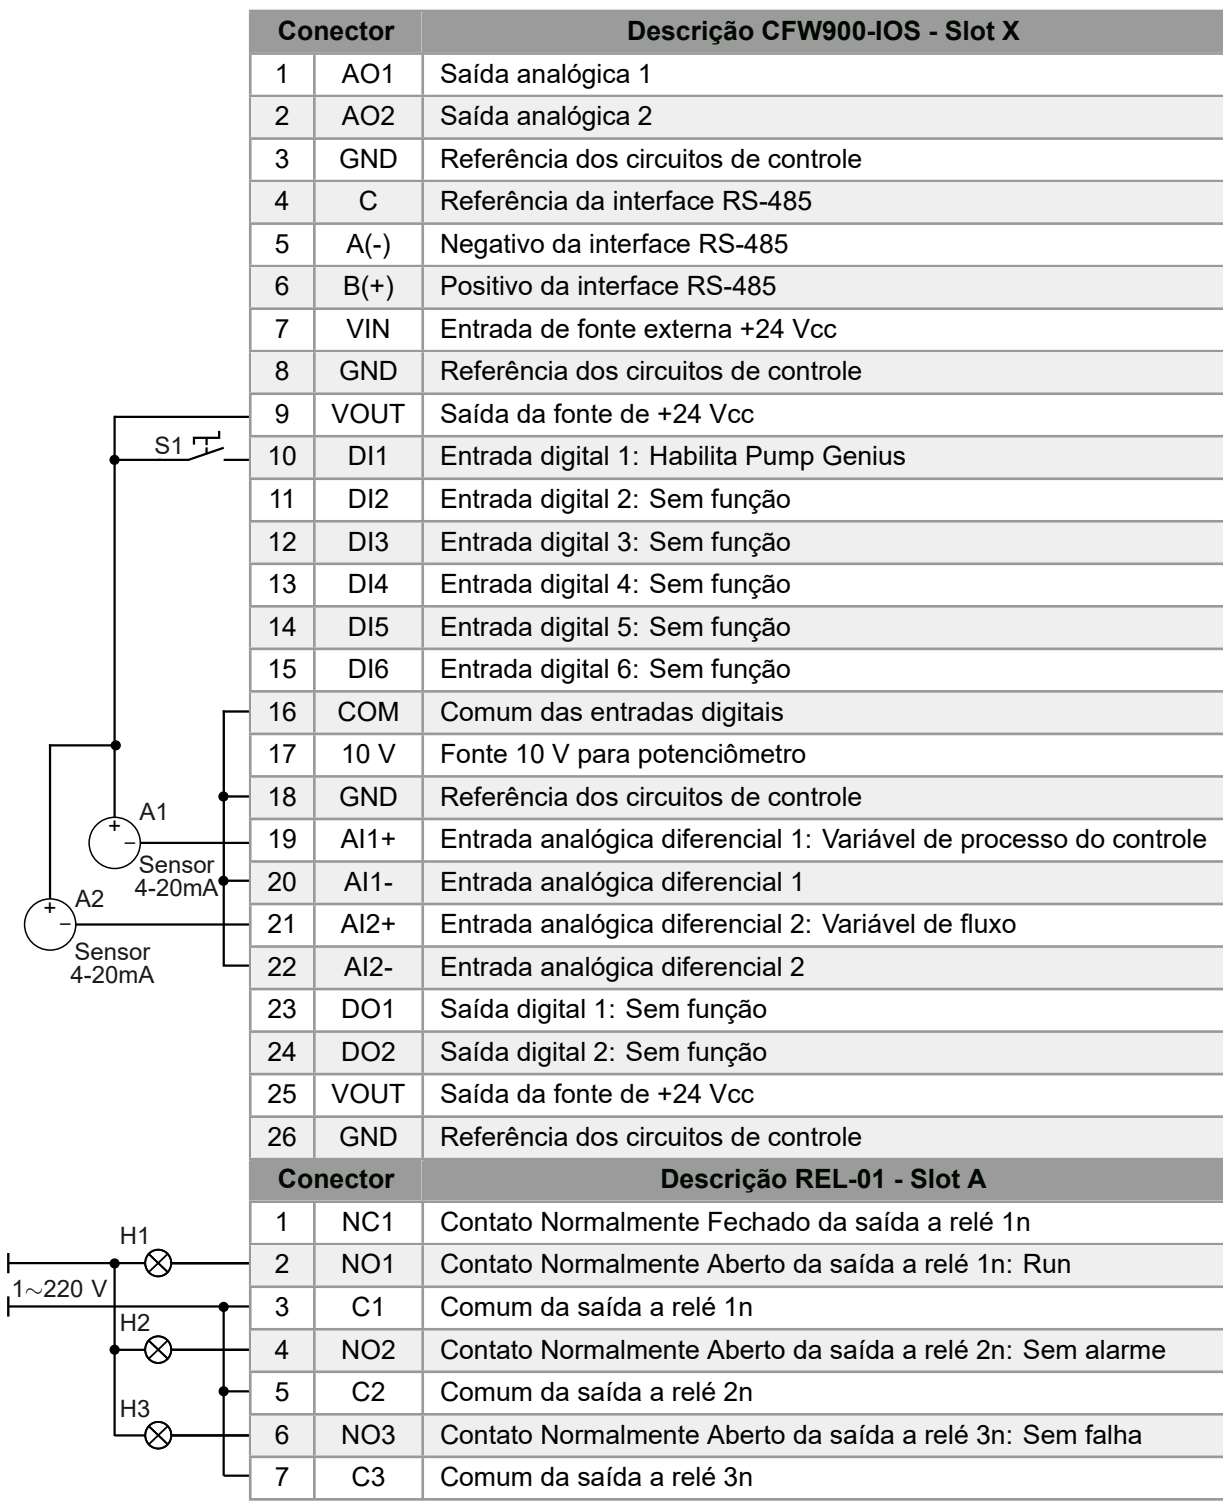 Conector Descrição CFW900-IOS - Slot X
1 AO1 Saída analógica 1
2 AO2 Saída analógica 2
3 GND Referência dos circuitos de controle
4 C Referência da interface RS-485
5 A(-) Negativo da interface RS-485
6 B(+) Positivo da interface RS-485
7 VIN Entrada de fonte externa +24 Vcc
8 GND Referência dos circuitos de controle
9 VOUT Saída da fonte de +24 Vcc
S1 10 DI1 Entrada digital 1: Habilita Pump Genius
11 DI2 Entrada digital 2: Sem função
12 DI3 Entrada digital 3: Sem função
13 DI4 Entrada digital 4: Sem função
14 DI5 Entrada digital 5: Sem função
15 DI6 Entrada digital 6: Sem função
16 COM Comum das entradas digitais
17 10 V Fonte 10 V para potenciômetro
18 GND Referência dos circuitos de controle
A1
+ − 19 AI1+ Entrada analógica diferencial 1: Variável de processo do controle
Sensor
4-20mA 20 AI1- Entrada analógica diferencial 1
A2
+ − 21 AI2+ Entrada analógica diferencial 2: Variável de fluxo
Sensor
4-20mA 22 AI2- Entrada analógica diferencial 2
23 DO1 Saída digital 1: Sem função
24 DO2 Saída digital 2: Sem função
25 VOUT Saída da fonte de +24 Vcc
26 GND Referência dos circuitos de controle
Conector Descrição REL-01 - Slot A
1 NC1 Contato Normalmente Fechado da saída a relé 1n
H1
2 NO1 Contato Normalmente Aberto da saída a relé 1n: Run
1∼220 V
3 C1 Comum da saída a relé 1n
H2
4 NO2 Contato Normalmente Aberto da saída a relé 2n: Sem alarme
5 C2 Comum da saída a relé 2n
H3
6 NO3 Contato Normalmente Aberto da saída a relé 3n: Sem falha
7 C3 Comum da saída a relé 3n